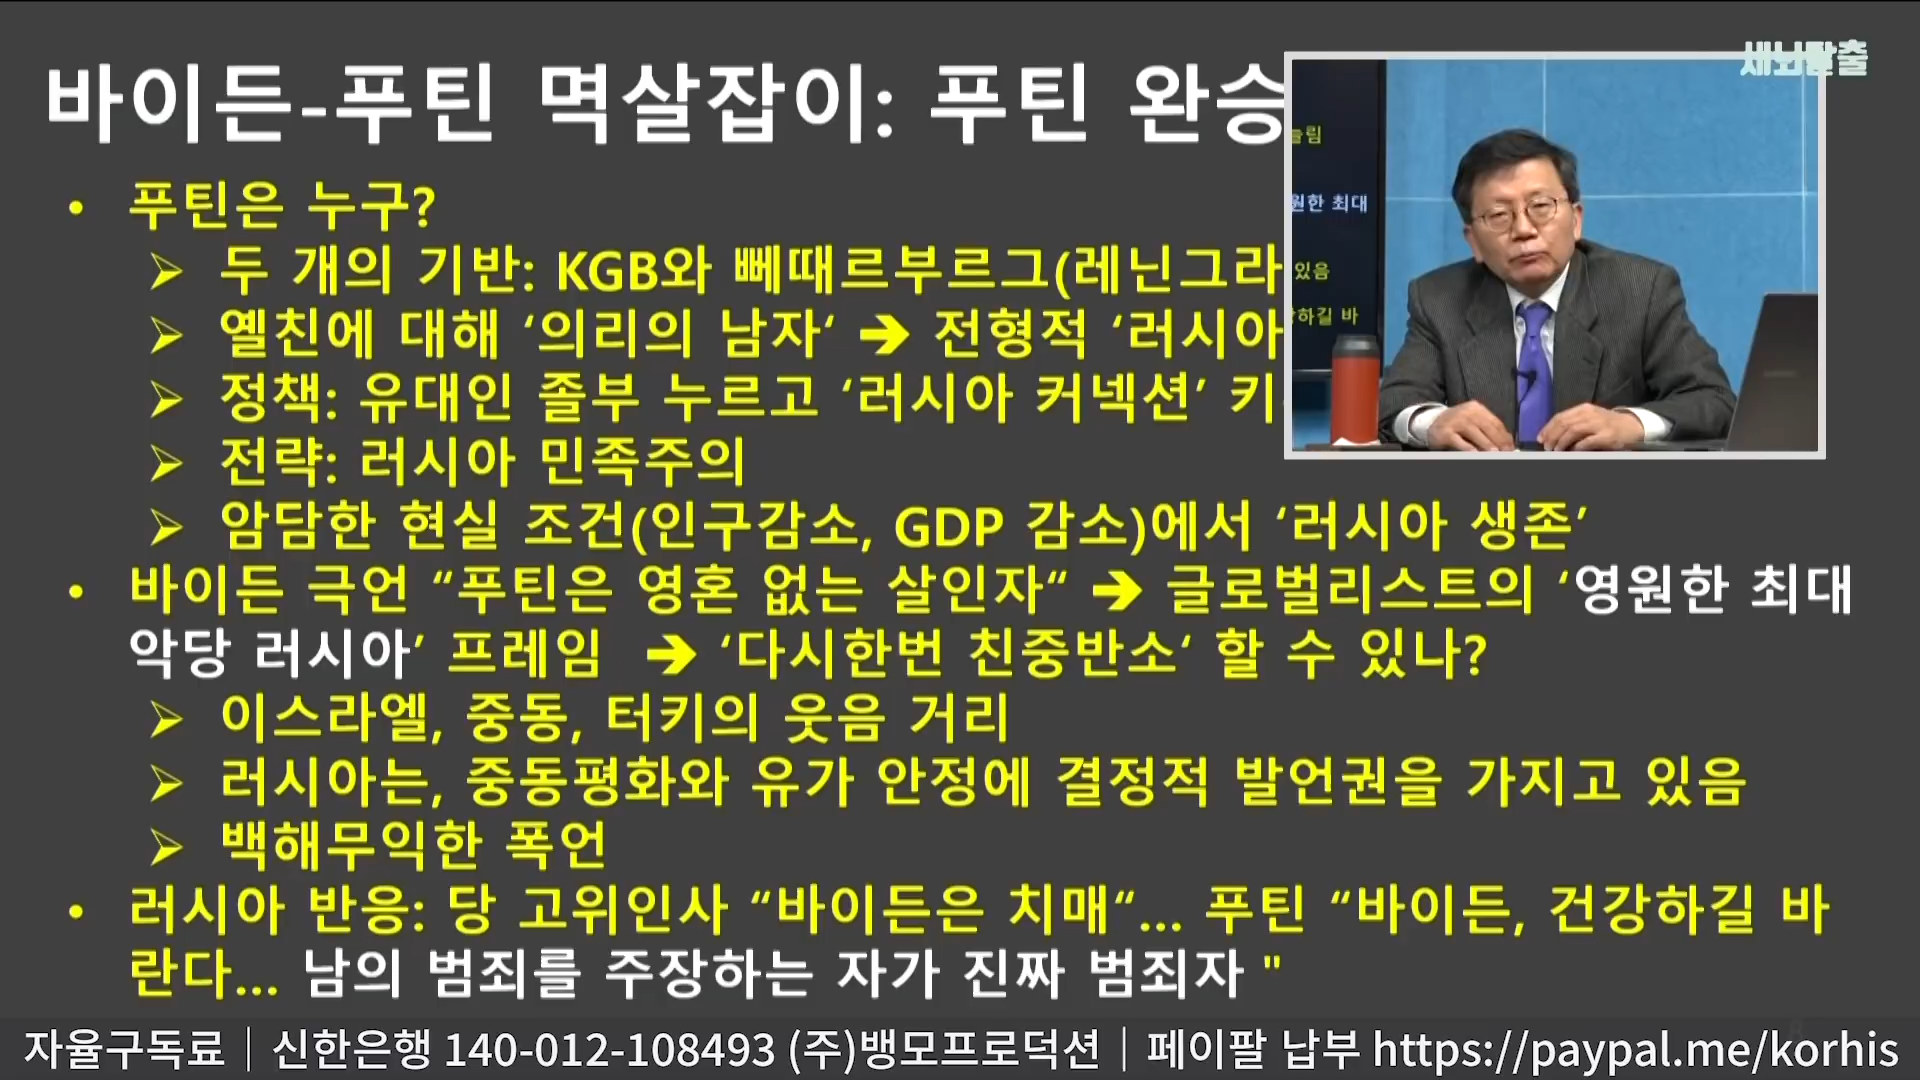 세뇌탈출
바이든-푸틴 멱살잡이: 푸틴 완승
• 푸틴은 누구?
➢ 두 개의 기반: KGB와 뻬때르부르그(레닌그라
➢ 옐친에 대해 ‘의리의 남자‘ ➔ 전형적 ‘러시아
➢ 정책: 유대인 졸부 누르고 ‘러시아 커넥션’ 키
➢ 전략: 러시아 민족주의
➢ 암담한 현실 조건(인구감소, GDP 감소)에서 ‘러시아 생존’
• 바이든 극언 “푸틴은 영혼 없는 살인자“ ➔ 글로벌리스트의 ‘영원한 최대
악당 러시아’ 프레임 ➔ ‘다시한번 친중반소‘ 할 수 있나?
➢ 이스라엘, 중동, 터키의 웃음 거리
➢ 러시아는, 중동평화와 유가 안정에 결정적 발언권을 가지고 있음
➢ 백해무익한 폭언
• 러시아 반응: 당 고위인사 “바이든은 치매“... 푸틴 “바이든, 건강하길 바
란다... 남의 범죄를 주장하는 자가 진짜 범죄자 "
원한 최대
있음
하길 바
자율구독료 | 신한은행 140-012-108493 (주)뱅모프로덕션 | 페이팔 납부 https://paypal.me/korhis